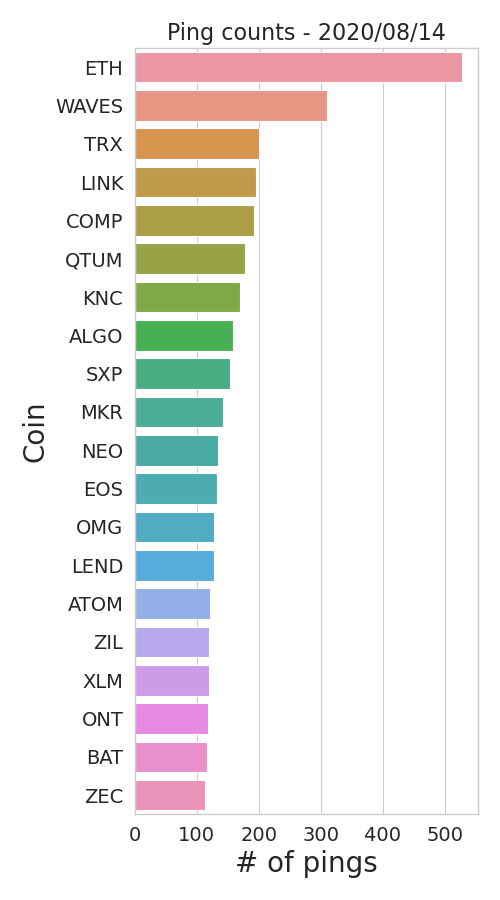 Ping counts - 2020/08/14
ETH
WAVES
TRX
LINK
COMP
QTUM
KNC
ALGO
SXP
MKR
NEO
EOS
OMG
LEND
ATOM
ZIL
XLM
ONT
BAT
ZEC
Coin
0 100 200 300 400 500
# of pings